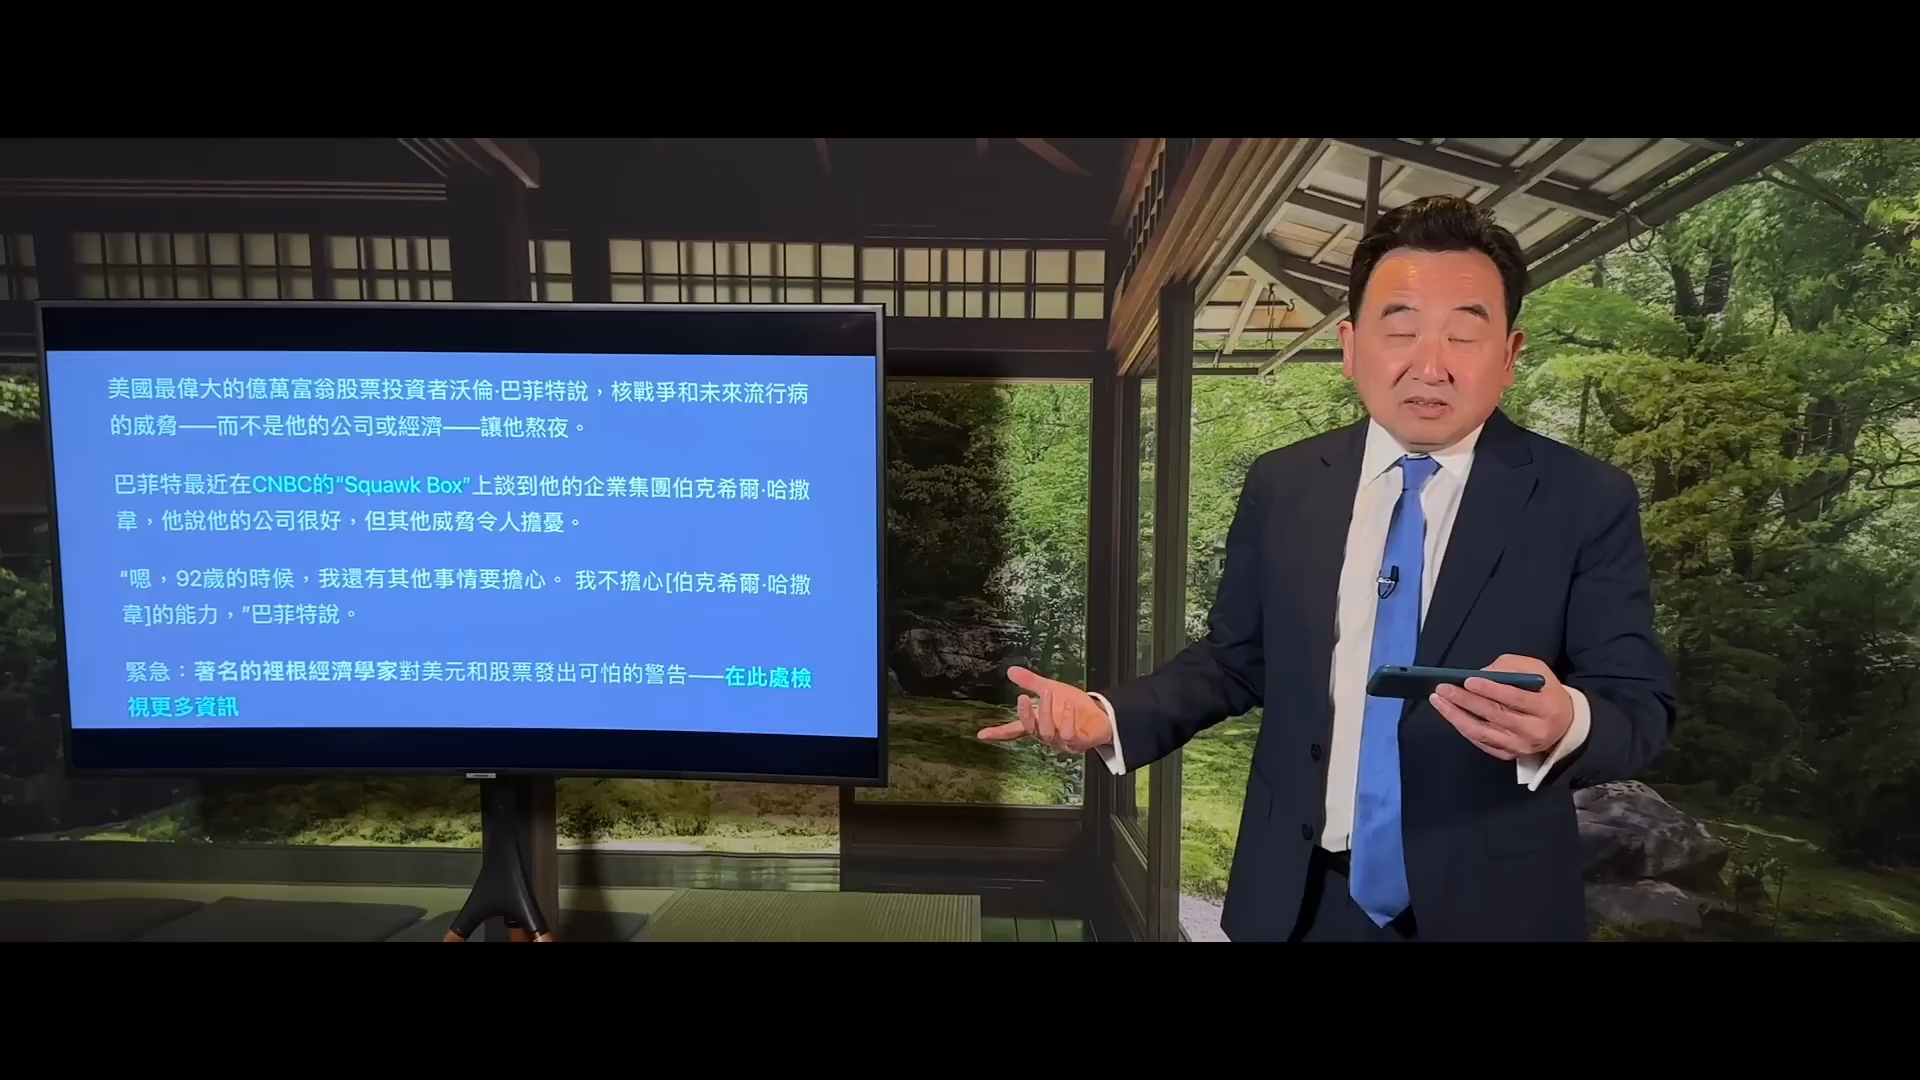 美國最偉大的億萬富翁股票投資者沃倫·巴菲特說，核戰爭和未來流行病
的威脅——而不是他的公司或經濟——讓他熬夜。
巴菲特最近在CNBC的“Squawk Box”上談到他的企業集團伯克希爾·哈撒
韋，他說他的公司很好，但其他威脅令人擔憂。
“嗯，92歲的時候，我還有其他事情要擔心。 我不擔心[伯克希爾·哈撒
韋]的能力，”巴菲特說。
緊急：著名的裡根經濟學家對美元和股票發出可怕的警告——在此處檢
視更多資訊